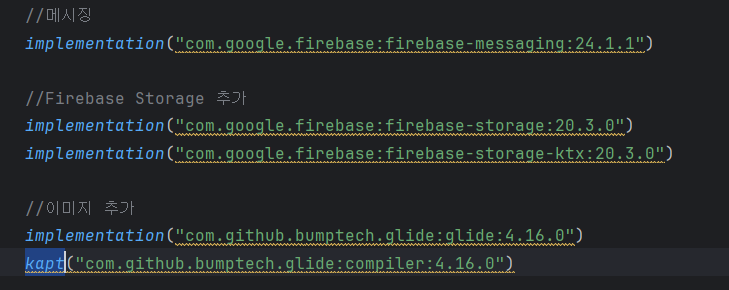 //메시징
implementation("com.google.firebase:firebase-messaging:24.1.1")
//Firebase Storage 추가
implementation("com.google.firebase:firebase-storage:20.3.0")
implementation("com.google.firebase:firebase-storage-ktx:20.3.0")
//이미지 추가
implementation("com.github.bumptech.glide:glide:4.16.0")
kapt("com.github.bumptech.glide:compiler:4.16.0")